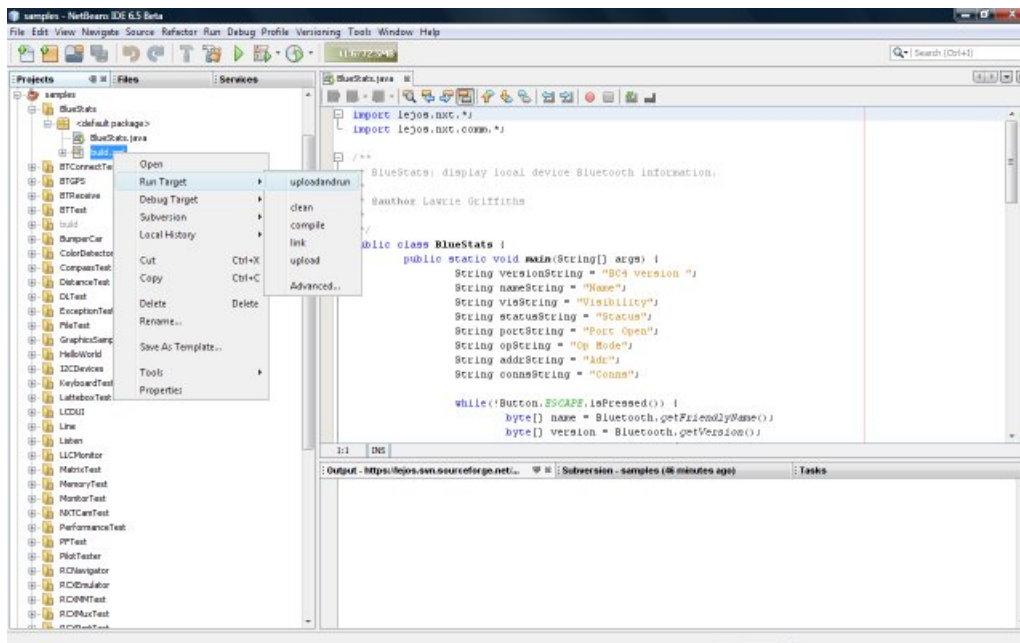 samples - NetBeans IDE 6.5 Beta
File Edit View Navigate Source Refactor Run Debug Profile Versioning Tools Window Help
Search (Ctrl+I)
Projects Files Services
samples
BlueStats
<default package>
BlueStats.java
build.xml
BTConnectTe
BTGPS
BTReceive
BTTest
build
BumperCar
ColorDetector
CompassTest
DistanceTest
DLTest
ExceptionTest
FileTest
GraphicsSamp
HelloWorld
I2CDevices
KeyboardTest
LatteboxTest
LCDUI
Line
Listen
LLCMonitor
MatrixTest
MemoryTest
MonitorTest
NXTCamTest
PerformanceTest
PFTest
PilotTester
RCNavigator
RCXEmulator
RCXMMTest
RCXMuxTest
Open
Run Target
Debug Target
Subversion
Local History
Cut Ctrl+X
Copy Ctrl+C
Delete Delete
Rename...
Save As Template...
Tools
Properties
uploadandrun
clean
compile
link
upload
Advanced...
BlueStats.java
import lejos.nxt.*;
import lejos.nxt.comm.*;
/**
BlueStats: display local device Bluetooth information.
* @author Lawrie Griffiths
*/
public class BlueStats {
public static void main(String[] args) {
String versionString = "BC4 version ";
String nameString = "Name";
String visString = "Visibility";
String statusString = "Status";
String portString = "Port Open";
String opString = "Op Mode";
String addrString = "Adr";
String connsString = "Conns";
while(!Button.ESCAPE.isPressed()) {
byte[] name = Bluetooth.getFriendlyName();
byte[] version = Bluetooth.getVersion();
1:1 INS
Output - https://lejos.svn.sourceforge.net/... Subversion - samples (46 minutes ago) Tasks